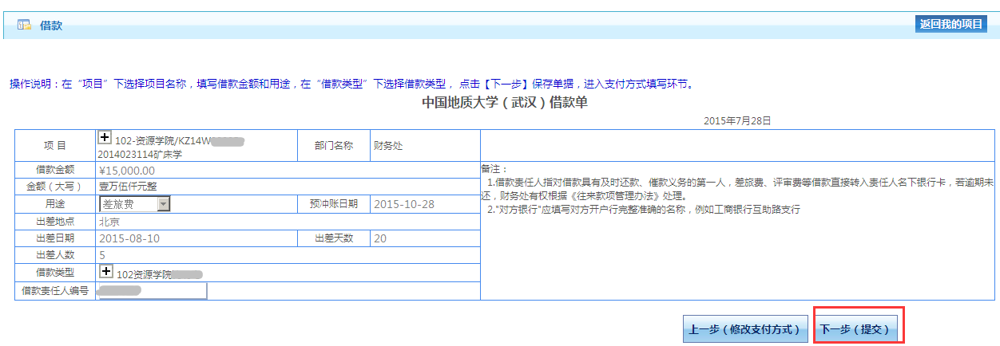 借款
返回我的项目
操作说明：在“项目”下选择项目名称，填写借款金额和用途，在“借款类型”下选择借款类型， 点击【下一步】保存单据，进入支付方式填写环节。
中国地质大学（武汉）借款单
2015年7月28日
项 目
102-资源学院/KZ14W
2014023114矿床学
部门名称
财务处
借款金额
¥15,000.00
金额（大写）
壹万伍仟元整
用途
差旅费
预冲账日期
2015-10-28
出差地点
北京
出差日期
2015-08-10
出差天数
20
出差人数
5
借款类型
102资源学院
借款责任人编号
备注：
1.借款责任人指对借款具有及时还款、催款义务的第一人，差旅费、评审费等借款直接转入责任人名下银行卡，若逾期未
还，财务处有权根据《往来款项管理办法》处理。
2."对方银行"应填写对方开户行完整准确的名称，例如工商银行互助路支行
上一步（修改支付方式）
下一步（提交）